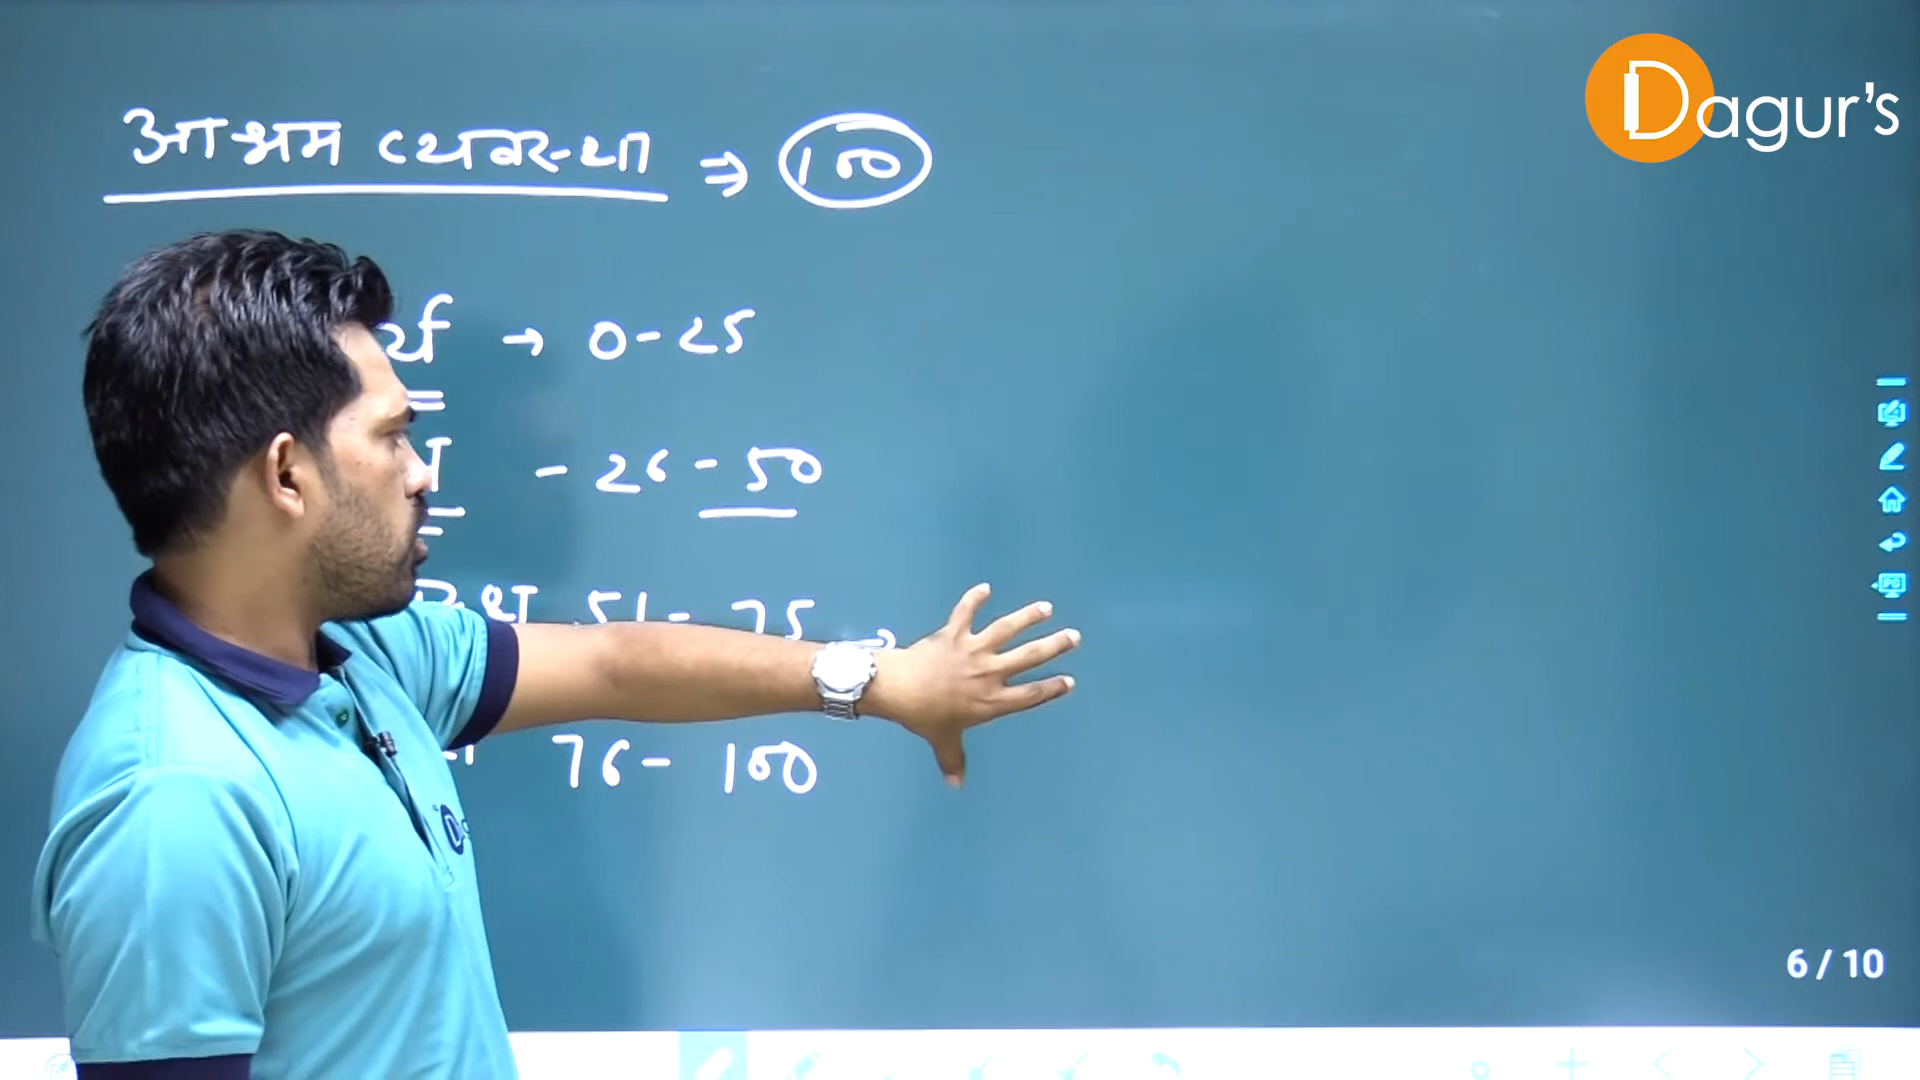 Dagur's
आश्रम व्यवस्था ⇒ 100
र्य → 0-25
- 26 - 50
51 - 75
76 - 100
6 / 10